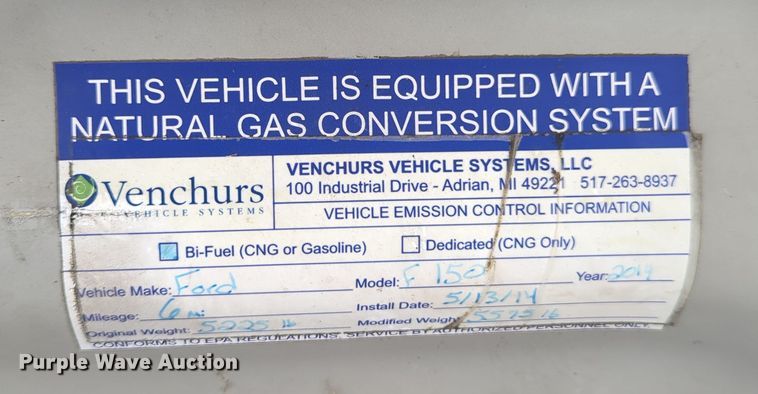 THIS VEHICLE IS EQUIPPED WITH A
NATURAL GAS CONVERSION SYSTEM
Venchurs
VEHICLE SYSTEMS
VENCHURS VEHICLE SYSTEMS, LLC
100 Industrial Drive - Adrian, MI 49221 517-263-8937
VEHICLE EMISSION CONTROL INFORMATION
Bi-Fuel (CNG or Gasoline) Dedicated (CNG Only)
Vehicle Make: Ford Model: F 150 Year: 2014
Mileage: 6 mi Install Date: 5/13/14
Original Weight: 5225 lb Modified Weight: 5575 lb
CONFORMS TO EPA REGULATIONS, SERVICE BY AUTHORIZED PERSONNEL ONLY
Purple Wave Auction